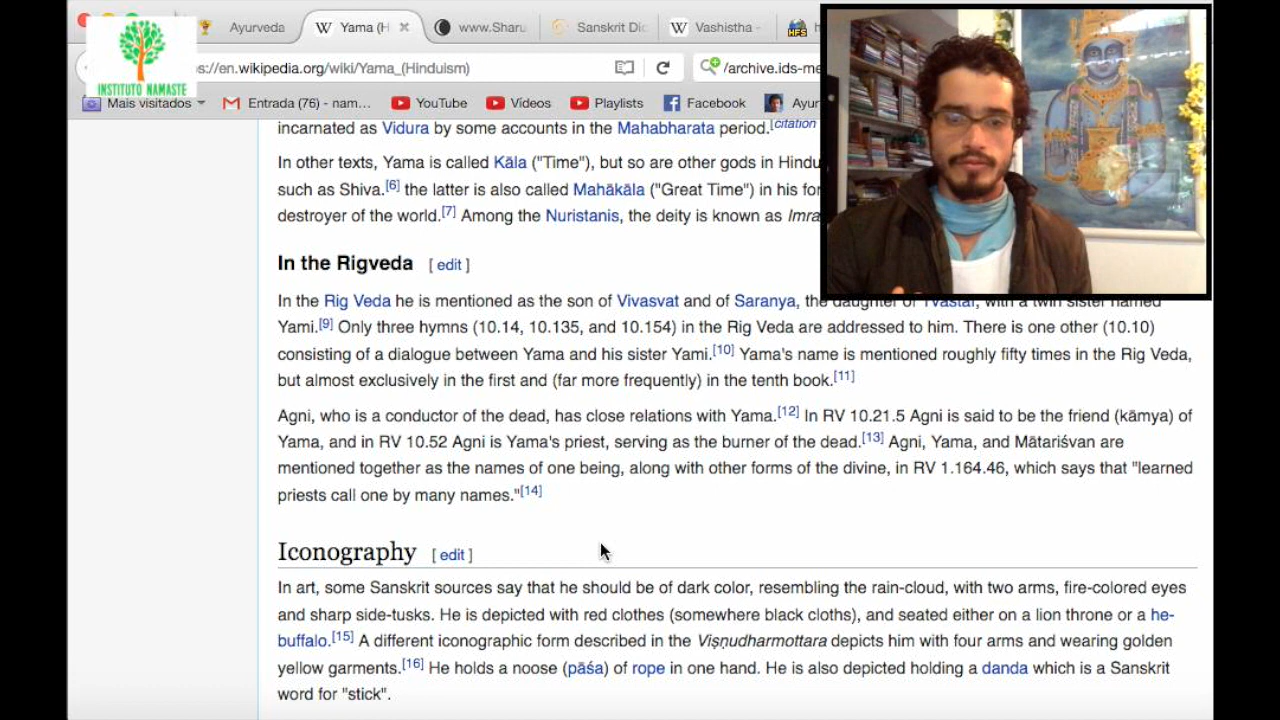 Ayurveda
Yama (H
www.Sharu
Sanskrit Dic
Vashistha -
HFS
h
INSTITUTO NAMASTE
s://en.wikipedia.org/wiki/Yama_(Hinduism)
/archive.ids-me
Mais visitados
Entrada (76) - nam...
YouTube
Vídeos
Playlists
Facebook
Ayur
incarnated as Vidura by some accounts in the Mahabharata period.[citation
In other texts, Yama is called Kāla ("Time"), but so are other gods in Hindu
such as Shiva.[6] the latter is also called Mahākāla ("Great Time") in his for
destroyer of the world.[7] Among the Nuristanis, the deity is known as Imra
In the Rigveda [ edit ]
In the Rig Veda he is mentioned as the son of Vivasvat and of Saranya, the daughter of Tvastar, with a twin sister named
Yami.[9] Only three hymns (10.14, 10.135, and 10.154) in the Rig Veda are addressed to him. There is one other (10.10)
consisting of a dialogue between Yama and his sister Yami.[10] Yama's name is mentioned roughly fifty times in the Rig Veda,
but almost exclusively in the first and (far more frequently) in the tenth book.[11]
Agni, who is a conductor of the dead, has close relations with Yama.[12] In RV 10.21.5 Agni is said to be the friend (kāmya) of
Yama, and in RV 10.52 Agni is Yama's priest, serving as the burner of the dead.[13] Agni, Yama, and Mātariśvan are
mentioned together as the names of one being, along with other forms of the divine, in RV 1.164.46, which says that "learned
priests call one by many names."[14]
Iconography [ edit ]
In art, some Sanskrit sources say that he should be of dark color, resembling the rain-cloud, with two arms, fire-colored eyes
and sharp side-tusks. He is depicted with red clothes (somewhere black cloths), and seated either on a lion throne or a he-
buffalo.[15] A different iconographic form described in the Viṣṇudharmottara depicts him with four arms and wearing golden
yellow garments.[16] He holds a noose (pāśa) of rope in one hand. He is also depicted holding a danda which is a Sanskrit
word for "stick".